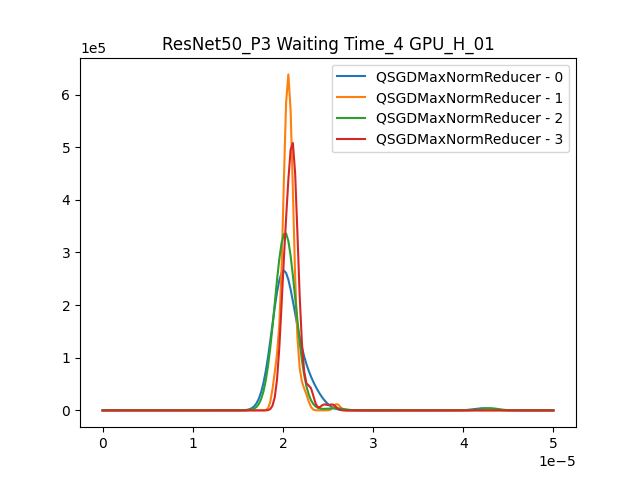 ResNet50_P3 Waiting Time_4 GPU_H_01
1e5
QSGDMaxNormReducer - 0
QSGDMaxNormReducer - 1
QSGDMaxNormReducer - 2
QSGDMaxNormReducer - 3
6
5
4
3
2
1
0
0 1 2 3 4 5
1e−5